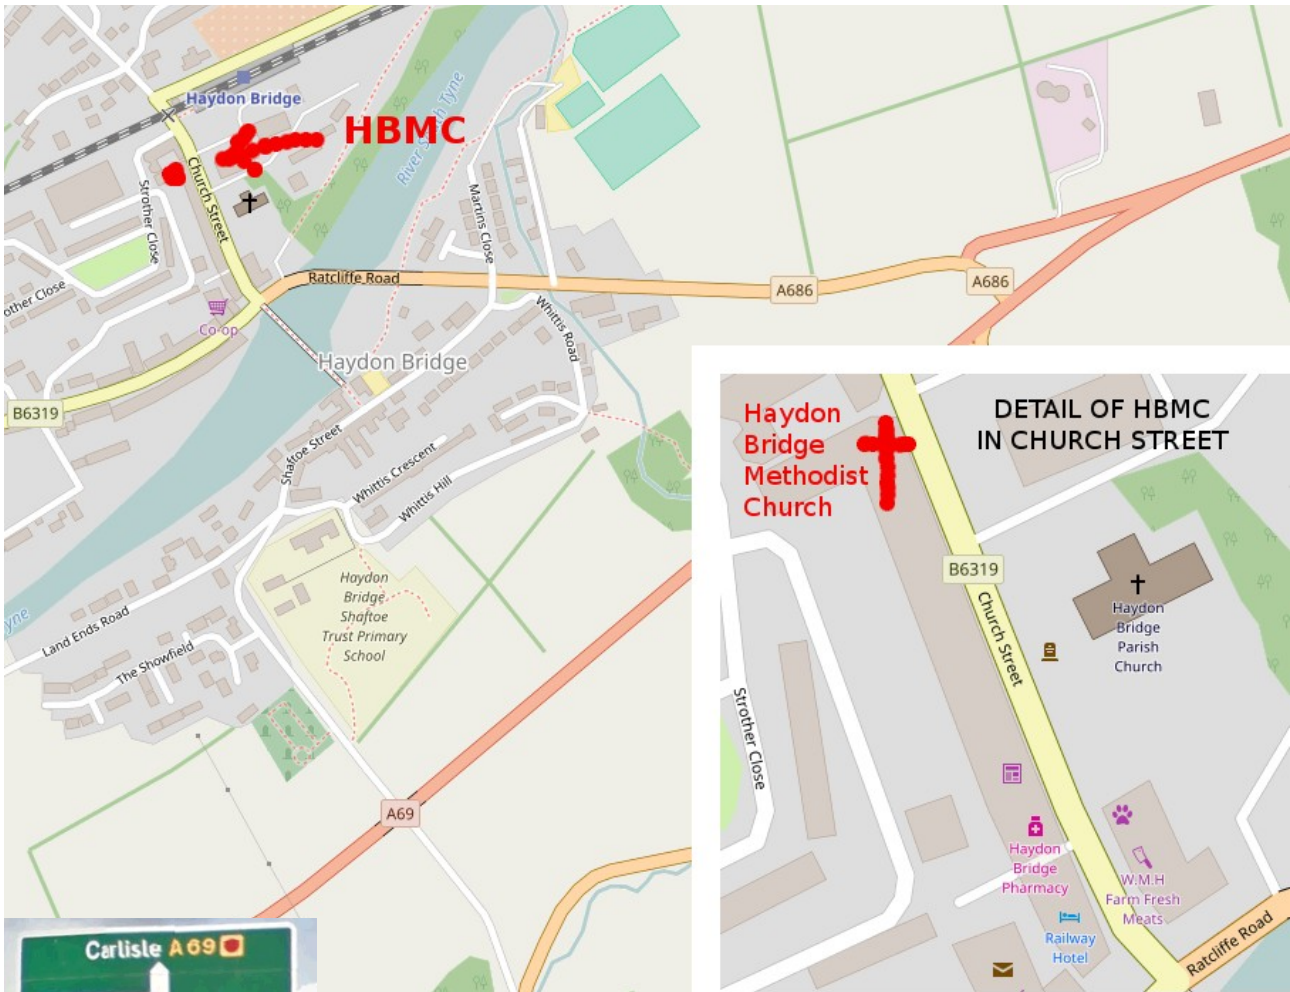 Haydon Bridge
HBMC
River South Tyne
Church Street
Strother Close
Martins Close
other Close
Ratcliffe Road
A686
A686
Co-op
Whittis Road
Haydon Bridge
B6319
Shaftoe Street
Whittis Crescent
Whittis Hill
Haydon
Bridge
Shaftoe
Trust Primary
School
yne
Land Ends Road
The Showfield
A69
Carlisle A69
Haydon
Bridge
Methodist
Church
DETAIL OF HBMC
IN CHURCH STREET
B6319
Church Street
Haydon
Bridge
Parish
Church
Strother Close
Haydon
Bridge
Pharmacy
W.M.H
Farm Fresh
Meats
Railway
Hotel
Ratcliffe Road